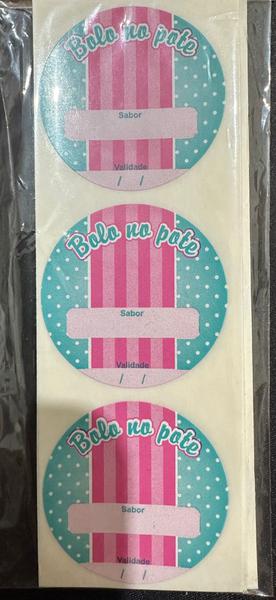 Bolo no pote
Sabor
Validade
/ /
Bolo no pote
Sabor
Validade
/ /
Bolo no pote
Sabor
Validade
/ /